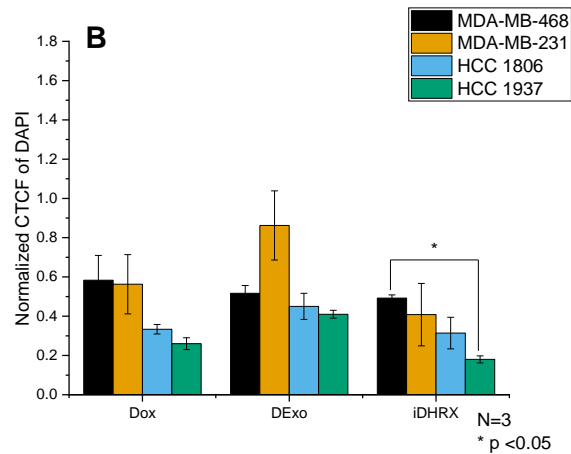 B
MDA-MB-468
MDA-MB-231
HCC 1806
HCC 1937
Normalized CTCF of DAPI
1.8
1.6
1.4
1.2
1.0
0.8
0.6
0.4
0.2
0.0
*
Dox
DExo
iDHRX
N=3
* p <0.05